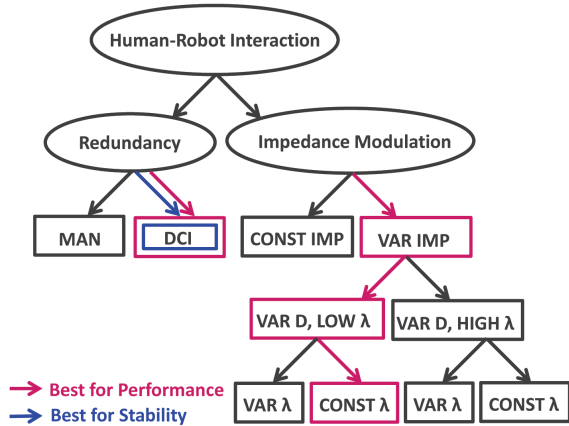 Human-Robot Interaction
Redundancy
Impedance Modulation
MAN
DCI
CONST IMP
VAR IMP
VAR D, LOW λ
VAR D, HIGH λ
VAR λ
CONST λ
VAR λ
CONST λ
Best for Performance
Best for Stability